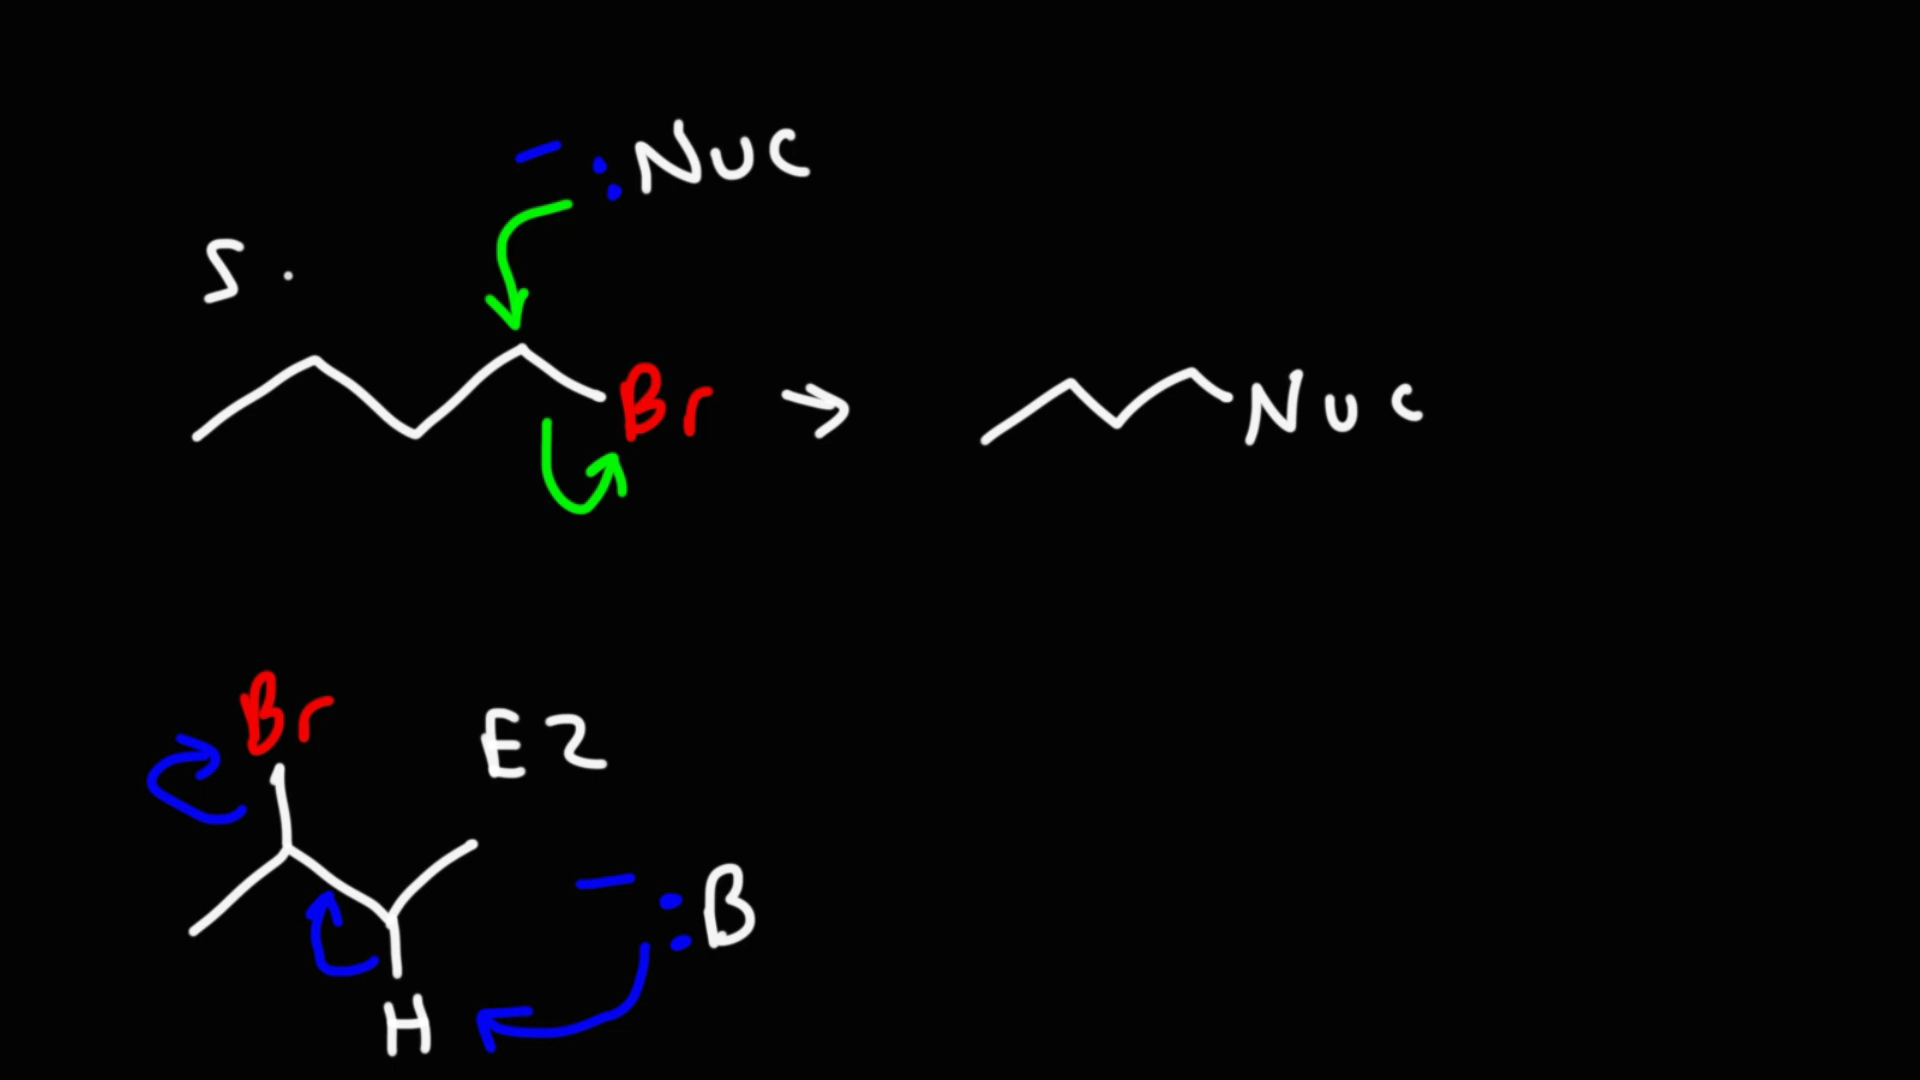 - : Nuc
S .
Br → Nuc
Br
E2
- : B
H